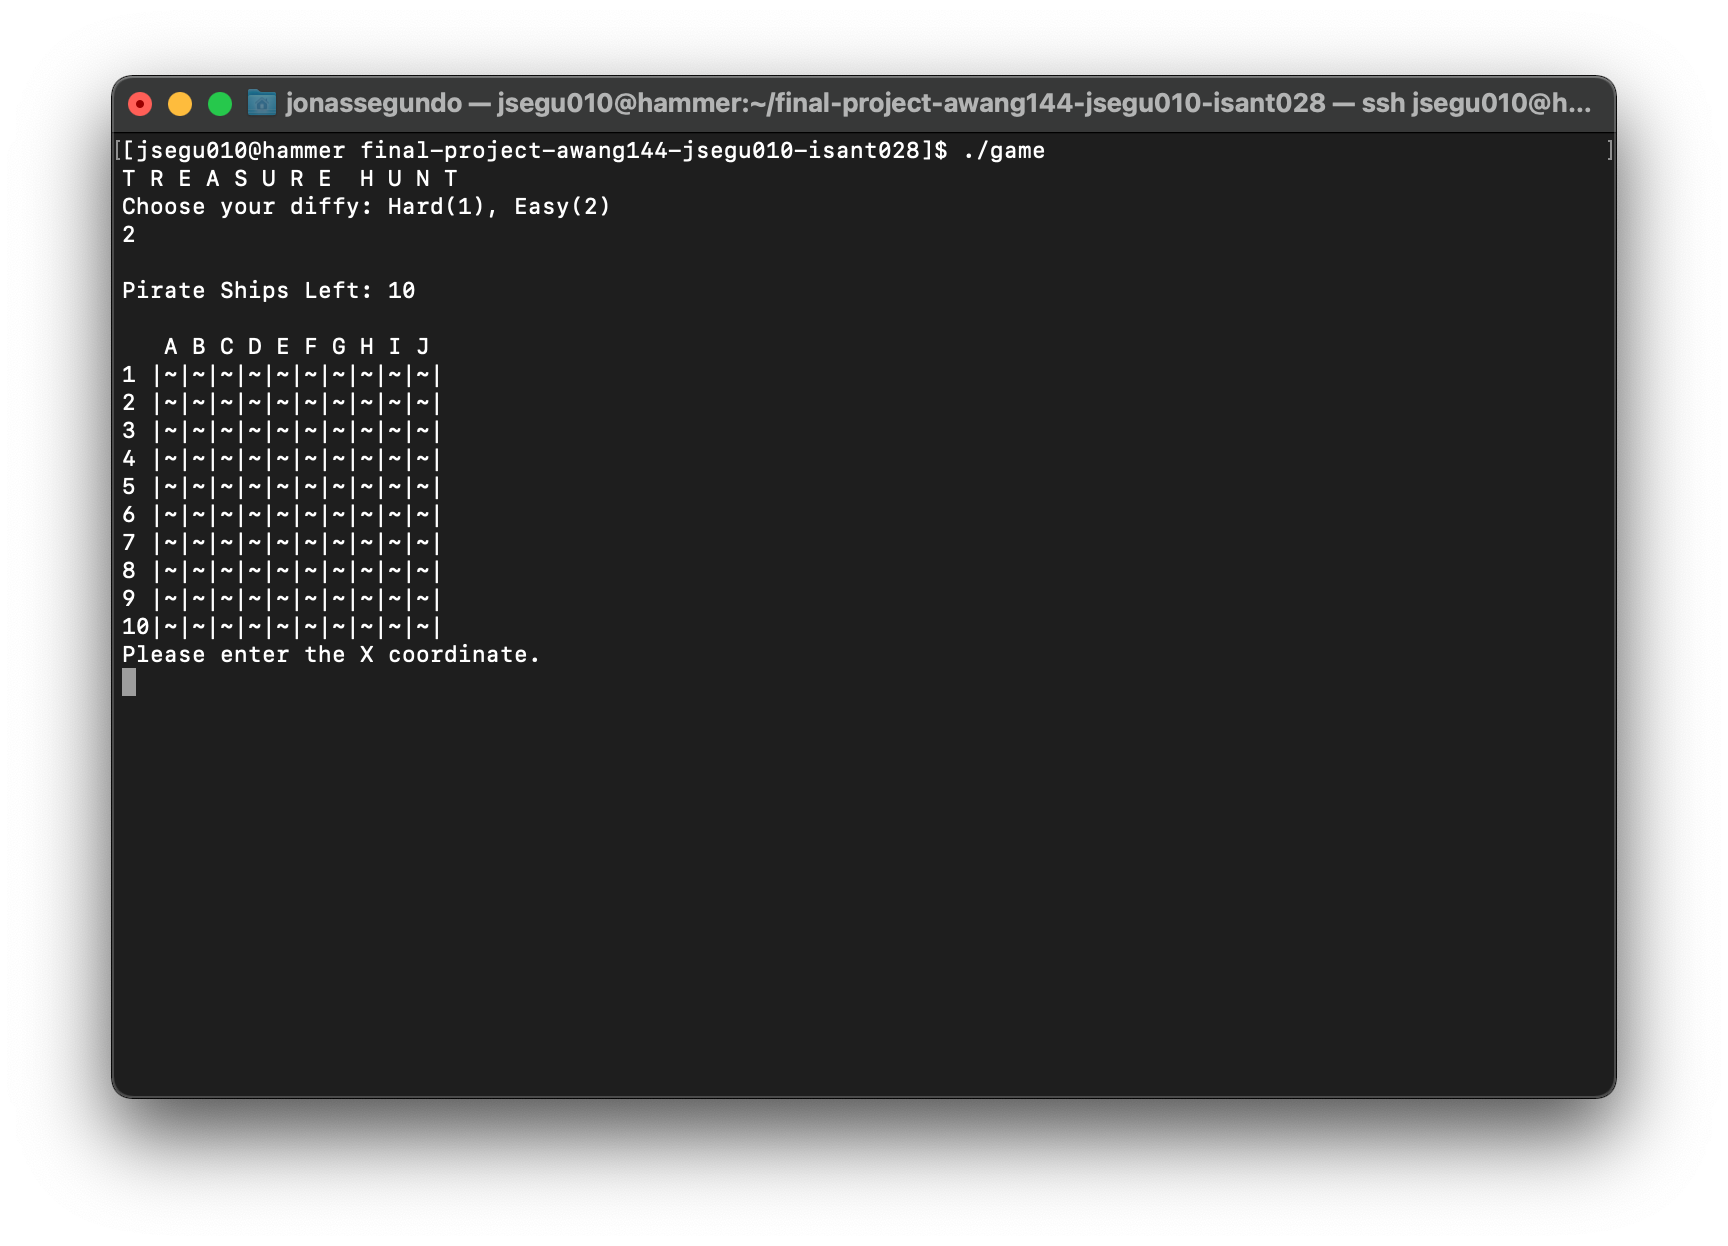 jonassegundo — jsegu010@hammer:~/final-project-awang144-jsegu010-isant028 — ssh jsegu010@h...
[[jsegu010@hammer final-project-awang144-jsegu010-isant028]$ ./game ]
T R E A S U R E  H U N T
Choose your diffy: Hard(1), Easy(2)
2
Pirate Ships Left: 10
   A B C D E F G H I J
1 |~|~|~|~|~|~|~|~|~|~|
2 |~|~|~|~|~|~|~|~|~|~|
3 |~|~|~|~|~|~|~|~|~|~|
4 |~|~|~|~|~|~|~|~|~|~|
5 |~|~|~|~|~|~|~|~|~|~|
6 |~|~|~|~|~|~|~|~|~|~|
7 |~|~|~|~|~|~|~|~|~|~|
8 |~|~|~|~|~|~|~|~|~|~|
9 |~|~|~|~|~|~|~|~|~|~|
10|~|~|~|~|~|~|~|~|~|~|
Please enter the X coordinate.